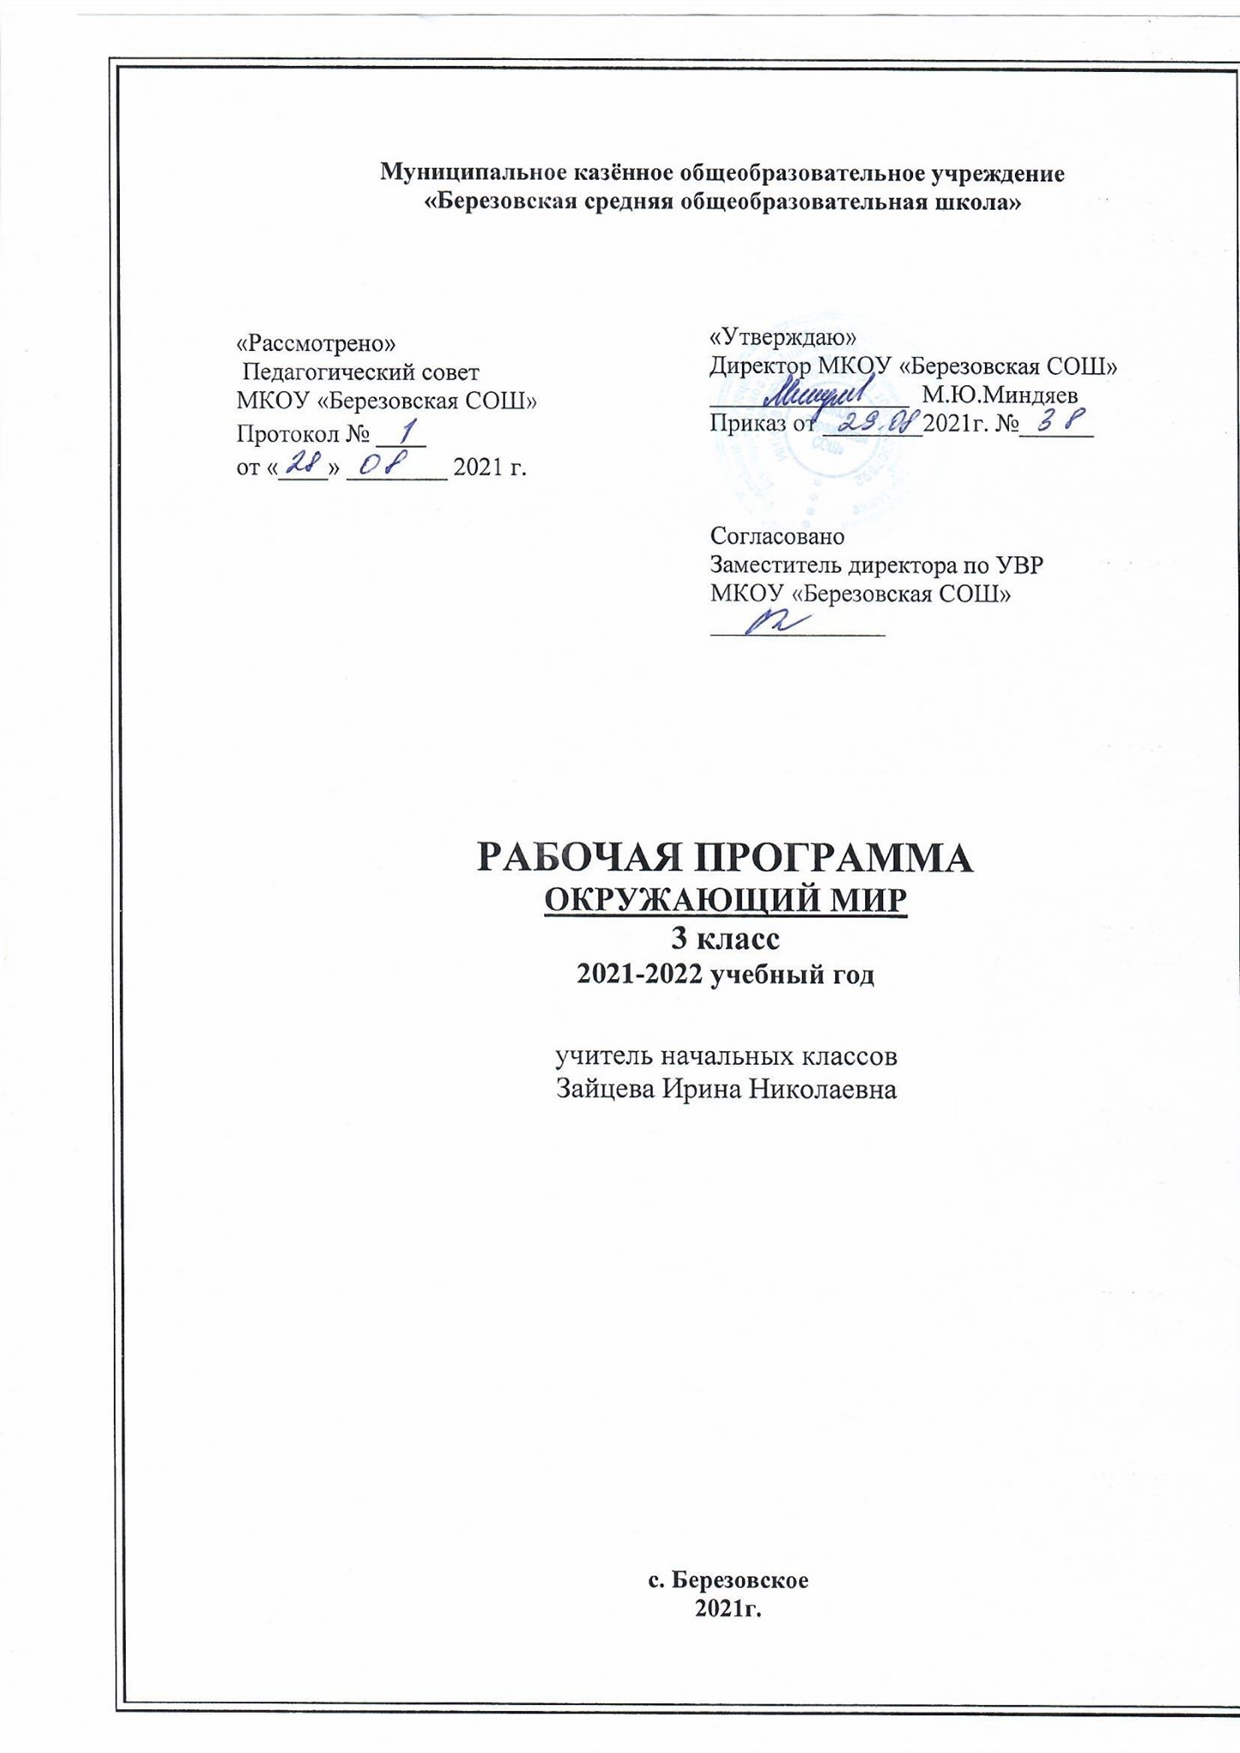 Муниципальное казённое общеобразовательное учреждение
«Березовская средняя общеобразовательная школа»
«Рассмотрено»
Педагогический совет
МКОУ «Березовская СОШ»
Протокол № 1
от «28» 08 2021 г.
«Утверждаю»
Директор МКОУ «Березовская СОШ»
М.Ю.Миндяев
Приказ от 29.08 2021г. № 38
Согласовано
Заместитель директора по УВР
МКОУ «Березовская СОШ»
РАБОЧАЯ ПРОГРАММА
ОКРУЖАЮЩИЙ МИР
3 класс
2021-2022 учебный год
учитель начальных классов
Зайцева Ирина Николаевна
с. Березовское
2021г.